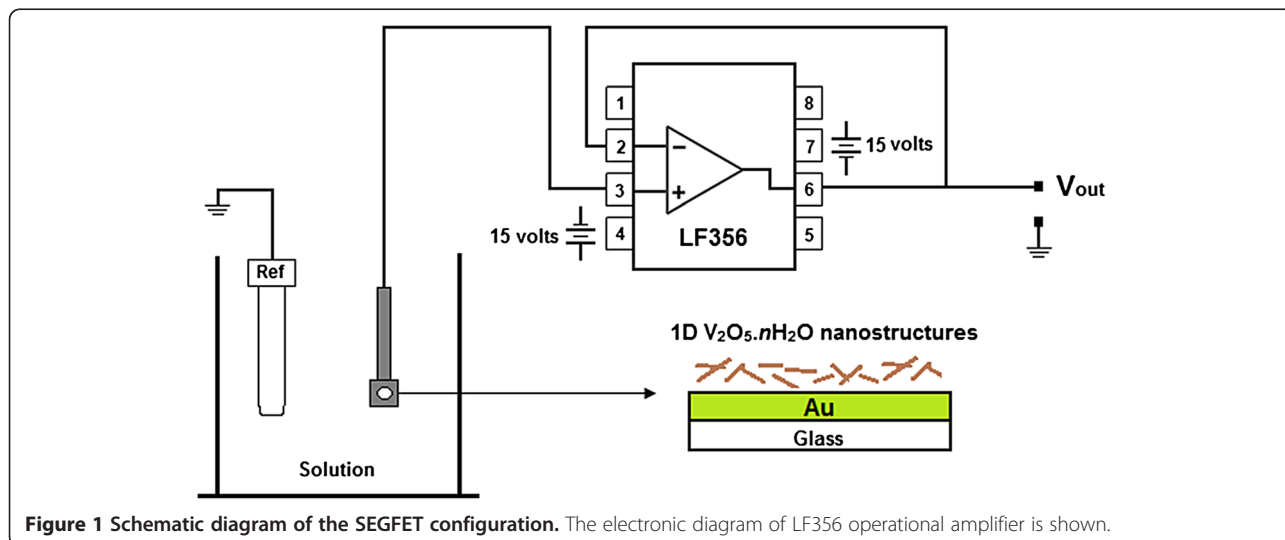 1
2
3
4
8
7
6
5
15 volts
15 volts
LF356
Vout
Ref
Solution
1D V₂O₅.nH₂O nanostructures
Au
Glass
Figure 1 Schematic diagram of the SEGFET configuration. The electronic diagram of LF356 operational amplifier is shown.